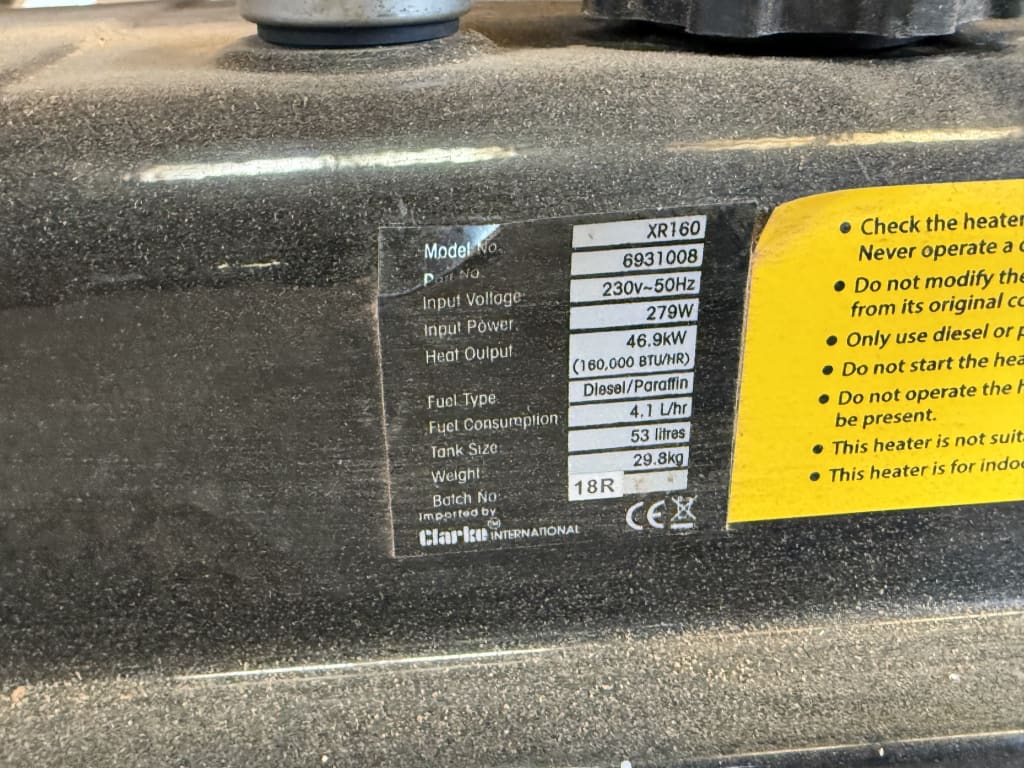 Model No. XR160
Part No 6931008
Input Voltage 230v~50Hz
Input Power. 279W
Heat Output 46.9kW
(160,000 BTU/HR)
Fuel Type Diesel/Paraffin
Fuel Consumption 4.1 L/hr
Tank Size 53 litres
Weight 29.8kg
Batch No 18R
Imported by
Clarke INTERNATIONAL
CE
• Check the heater
Never operate a
• Do not modify the
from its original
• Only use diesel or
• Do not start the
• Do not operate the
be present.
• This heater is not
• This heater is for